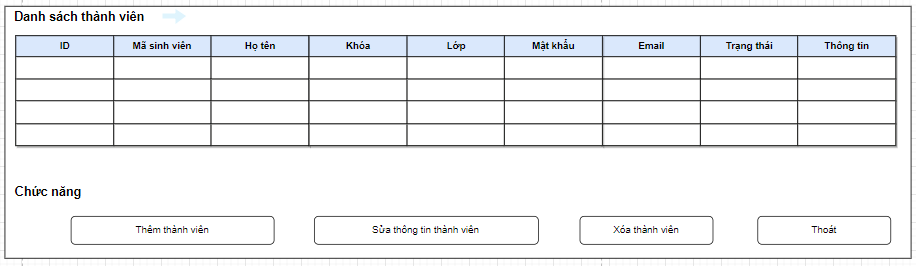 Danh sách thành viên
ID Mã sinh viên Họ tên Khóa Lớp Mật khẩu Email Trạng thái Thông tin
Chức năng
Thêm thành viên Sửa thông tin thành viên Xóa thành viên Thoát